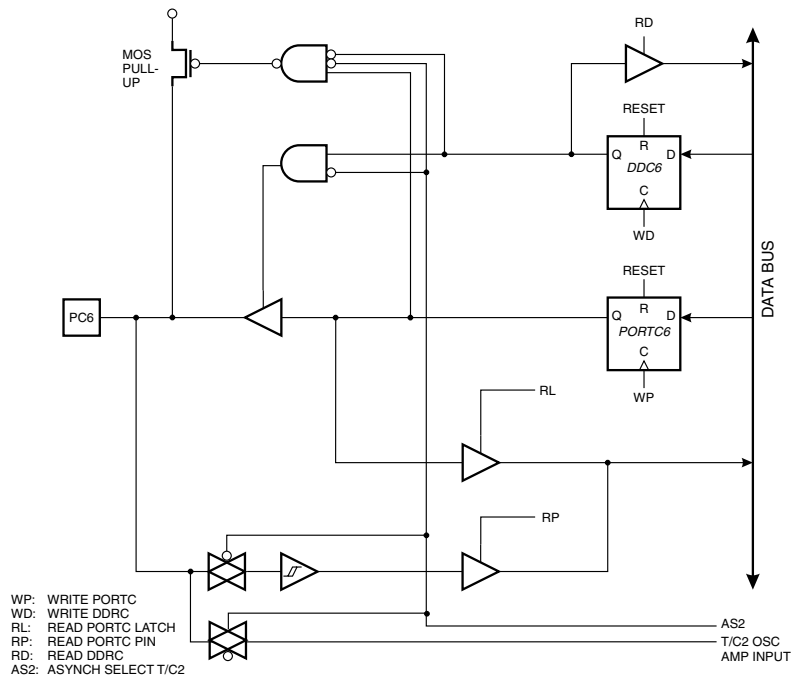 RD
MOS
PULL-
UP
RESET
R
Q
D
DDC6
C
WD
RESET
R
Q
D
PORTC6
C
WP
DATA BUS
PC6
RL
RP
WP: WRITE PORTC
WD: WRITE DDRC
RL: READ PORTC LATCH
RP: READ PORTC PIN
RD: READ DDRC
AS2: ASYNCH SELECT T/C2
AS2
T/C2 OSC
AMP INPUT